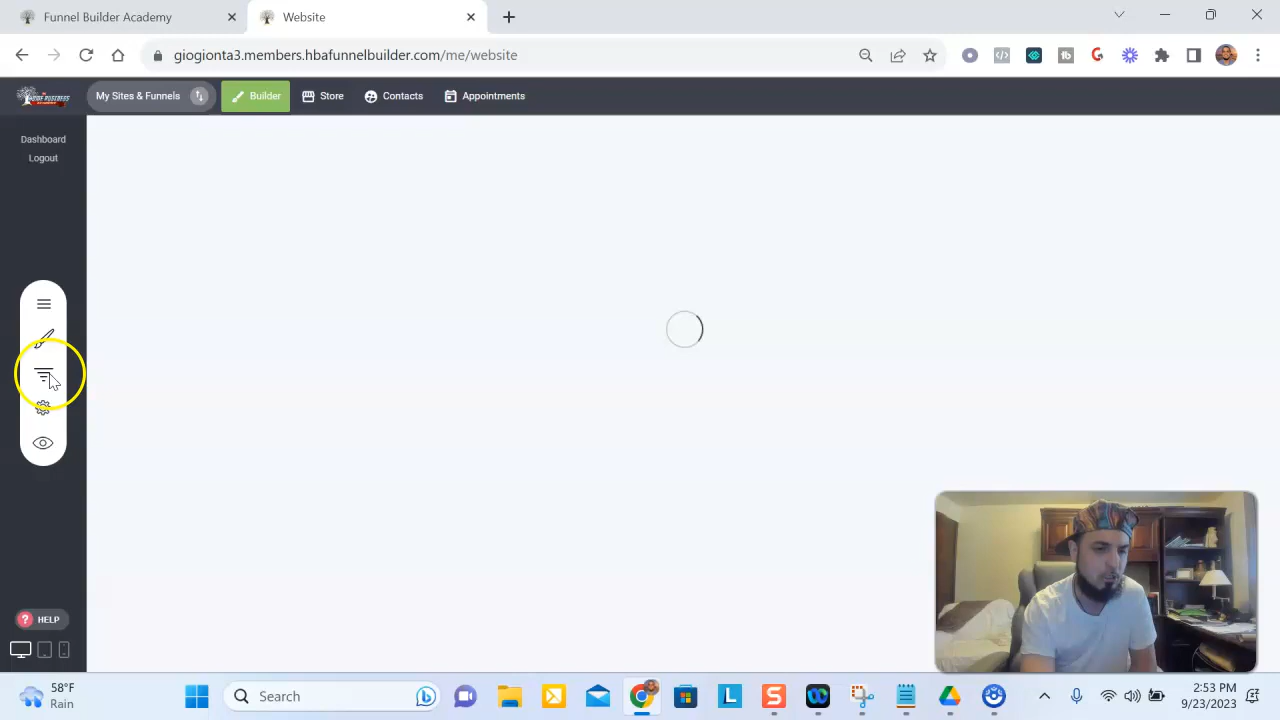 Funnel Builder Academy
Website
giogionta3.members.hbafunnelbuilder.com/me/website
My Sites & Funnels
Builder
Store
Contacts
Appointments
Dashboard
Logout
? HELP
58°F
Rain
Search
2:53 PM
9/23/2023